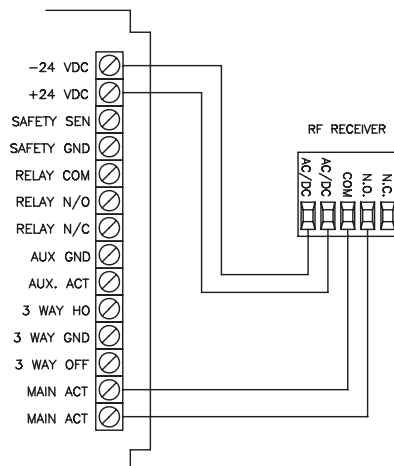 -24 VDC
+24 VDC
SAFETY SEN
SAFETY GND
RELAY COM
RELAY N/O
RELAY N/C
AUX GND
AUX. ACT
3 WAY HO
3 WAY GND
3 WAY OFF
MAIN ACT
MAIN ACT
RF RECEIVER
AC/DC
AC/DC
COM
N.O.
N.C.